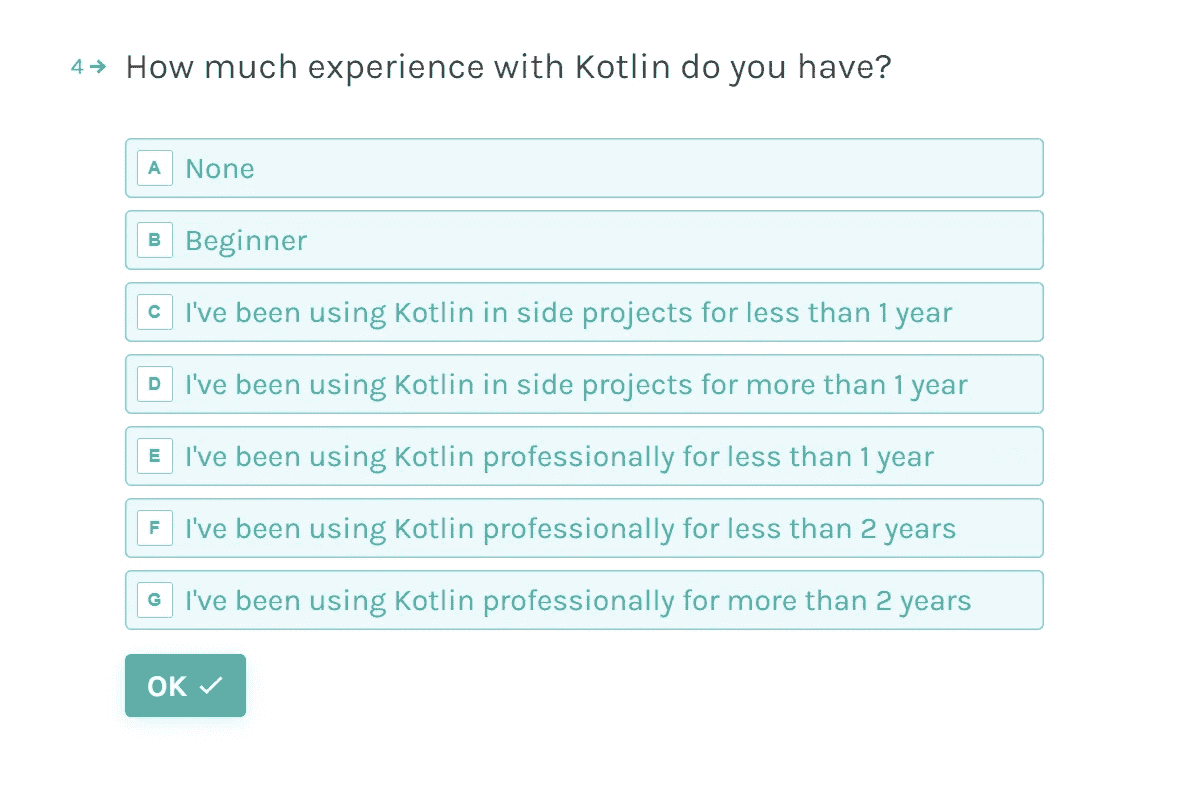 4→ How much experience with Kotlin do you have?
A None
B Beginner
C I've been using Kotlin in side projects for less than 1 year
D I've been using Kotlin in side projects for more than 1 year
E I've been using Kotlin professionally for less than 1 year
F I've been using Kotlin professionally for less than 2 years
G I've been using Kotlin professionally for more than 2 years
OK ✓